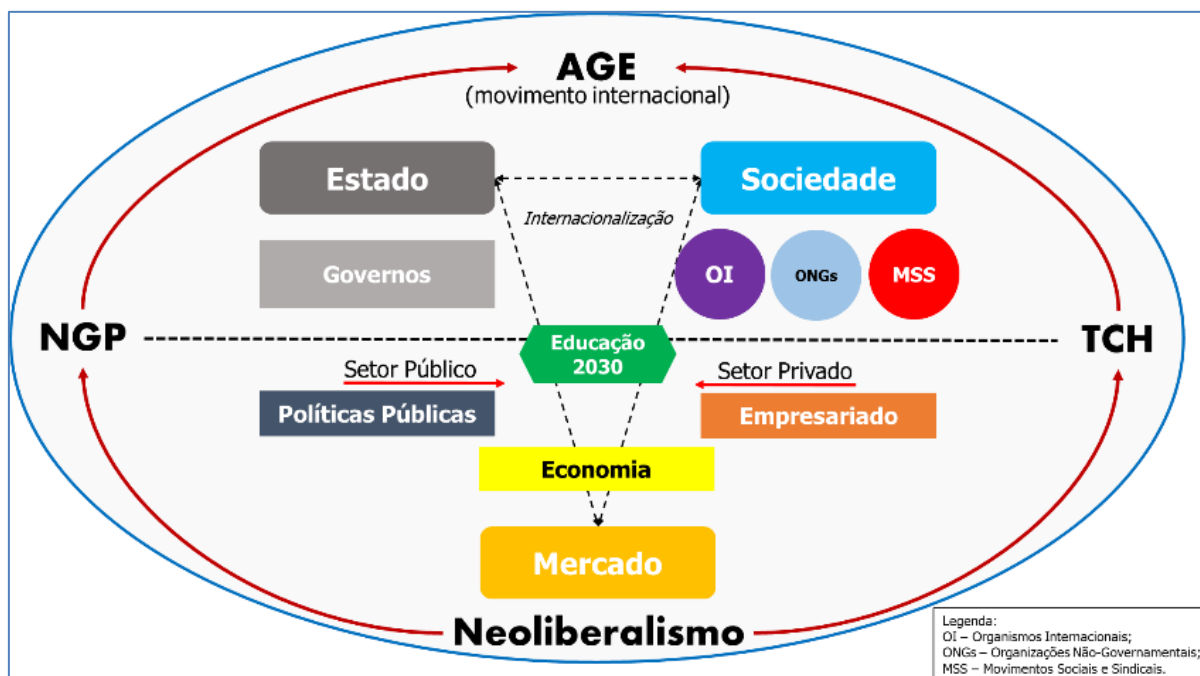 AGE
(movimento internacional)
Estado
Sociedade
Internacionalização
Governos
OI
ONGs
MSS
NGP
TCH
Educação
2030
Setor Público
Setor Privado
Políticas Públicas
Empresariado
Economia
Mercado
Neoliberalismo
Legenda:
OI – Organismos Internacionais;
ONGs – Organizações Não-Governamentais;
MSS – Movimentos Sociais e Sindicais.